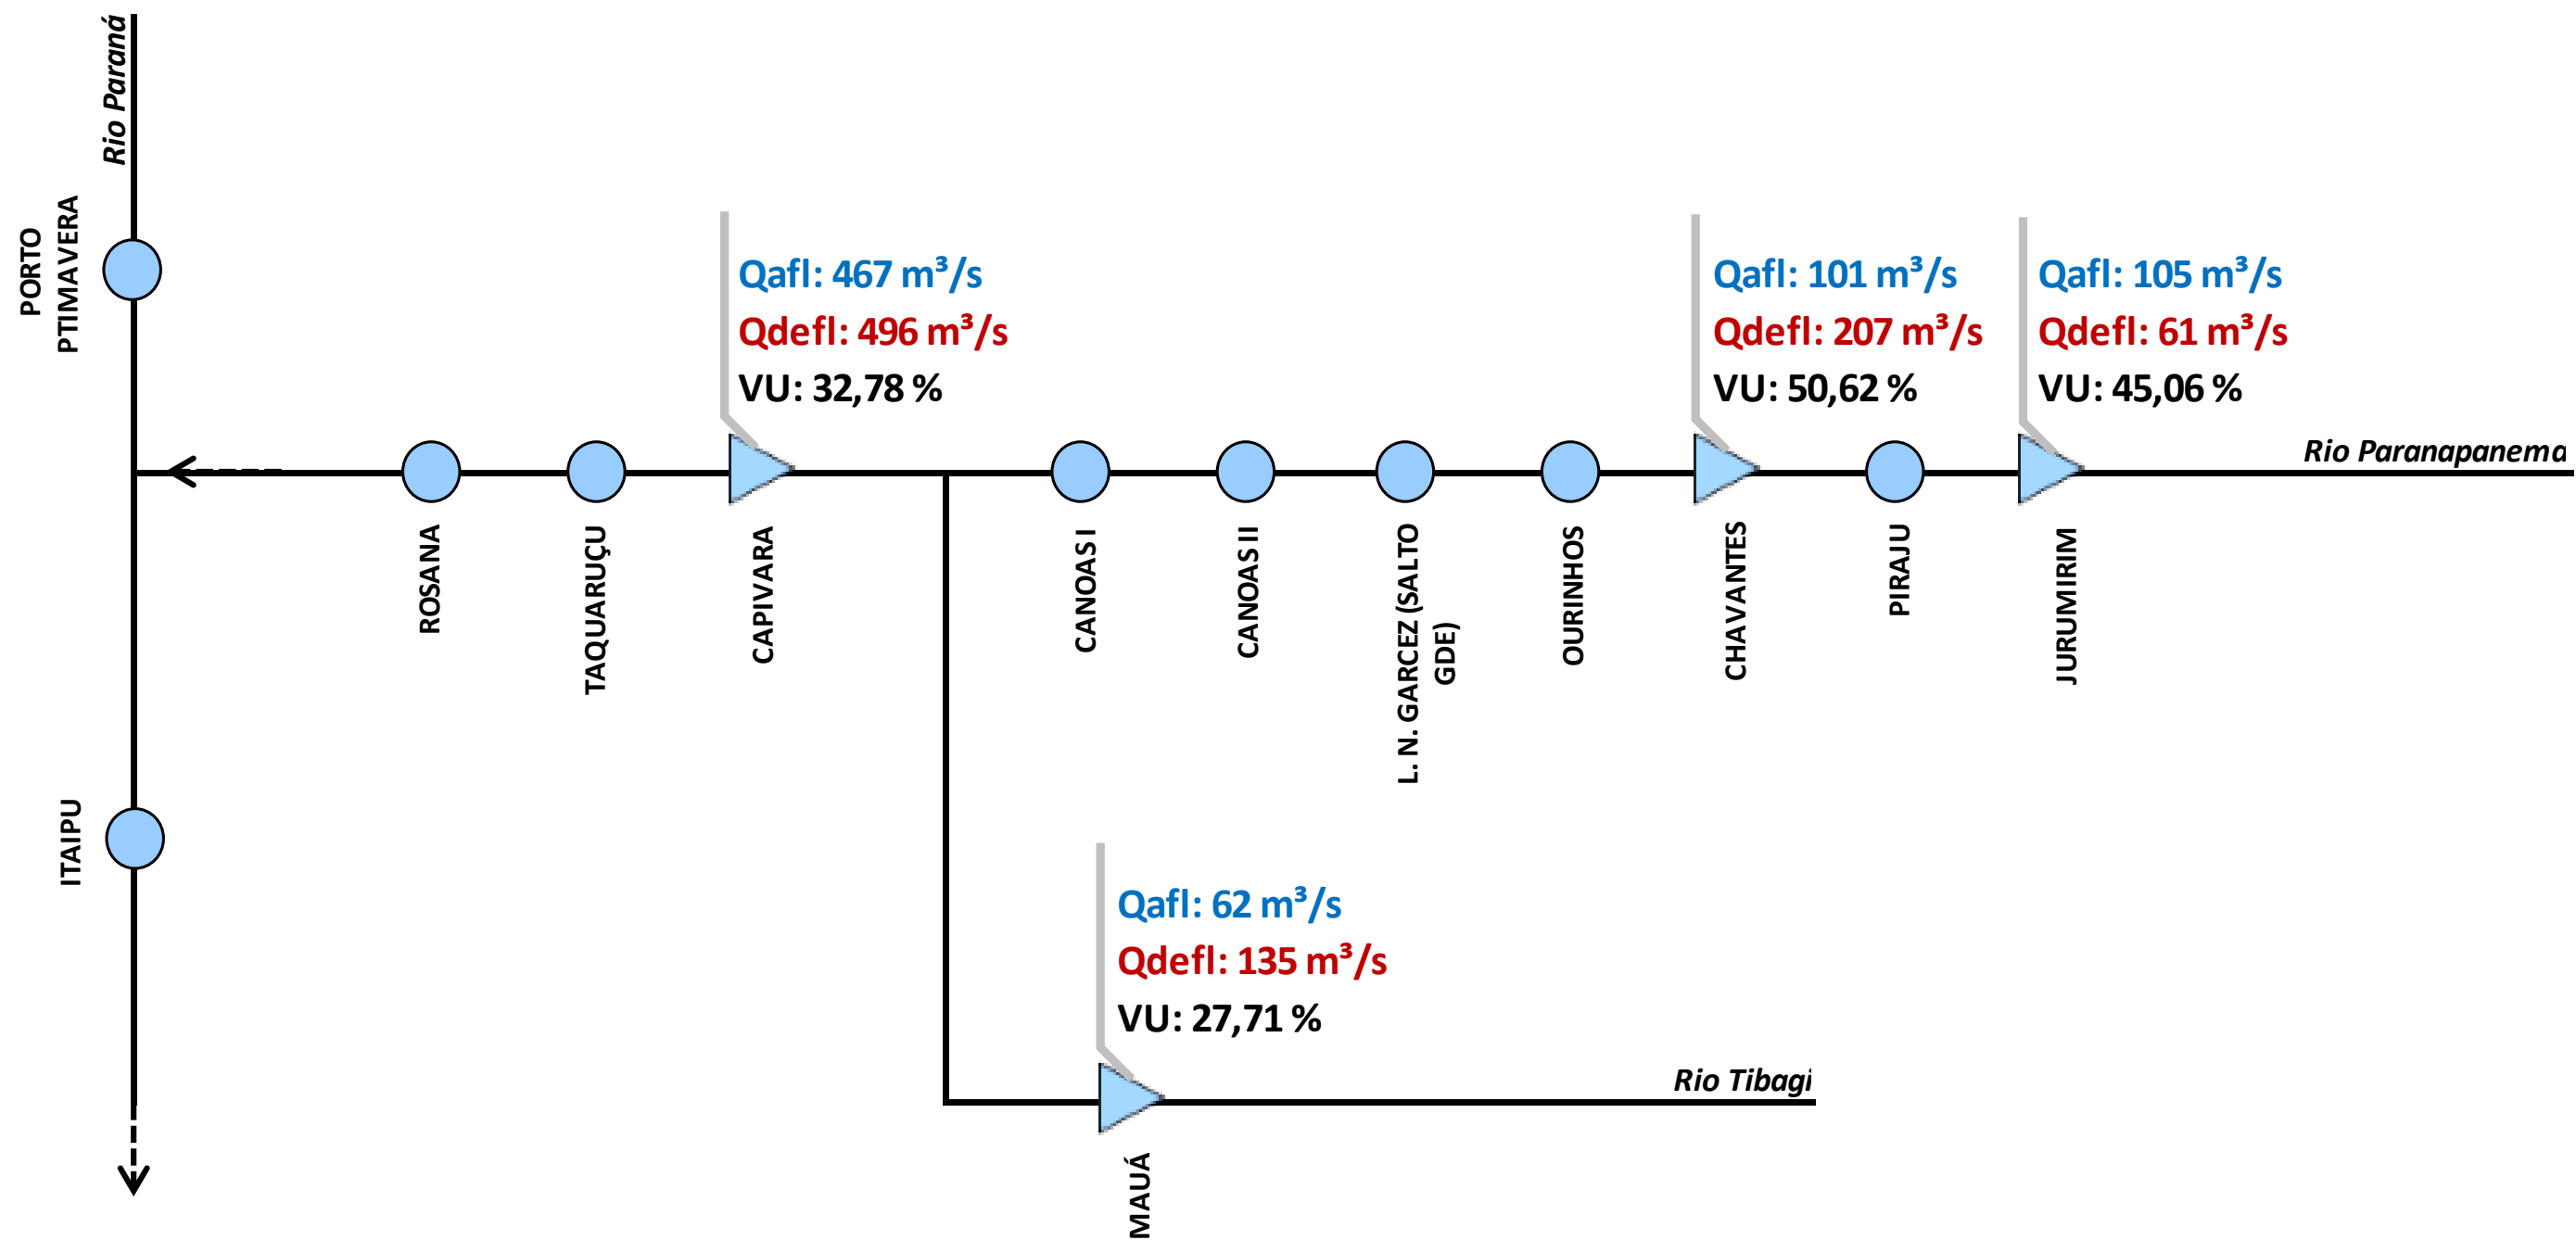 Rio Paraná
PORTO
PTIMAVERA
Qafl: 467 m³/s
Qdefl: 496 m³/s
VU: 32,78 %
Qafl: 101 m³/s
Qdefl: 207 m³/s
VU: 50,62 %
Qafl: 105 m³/s
Qdefl: 61 m³/s
VU: 45,06 %
Rio Paranapanema
ROSANA
TAQUARUÇU
CAPIVARA
CANOAS I
CANOAS II
L. N. GARCEZ (SALTO
GDE)
OURINHOS
CHAVANTES
PIRAJU
JURUMIRIM
ITAIPU
Qafl: 62 m³/s
Qdefl: 135 m³/s
VU: 27,71 %
Rio Tibagi
MAUÁ